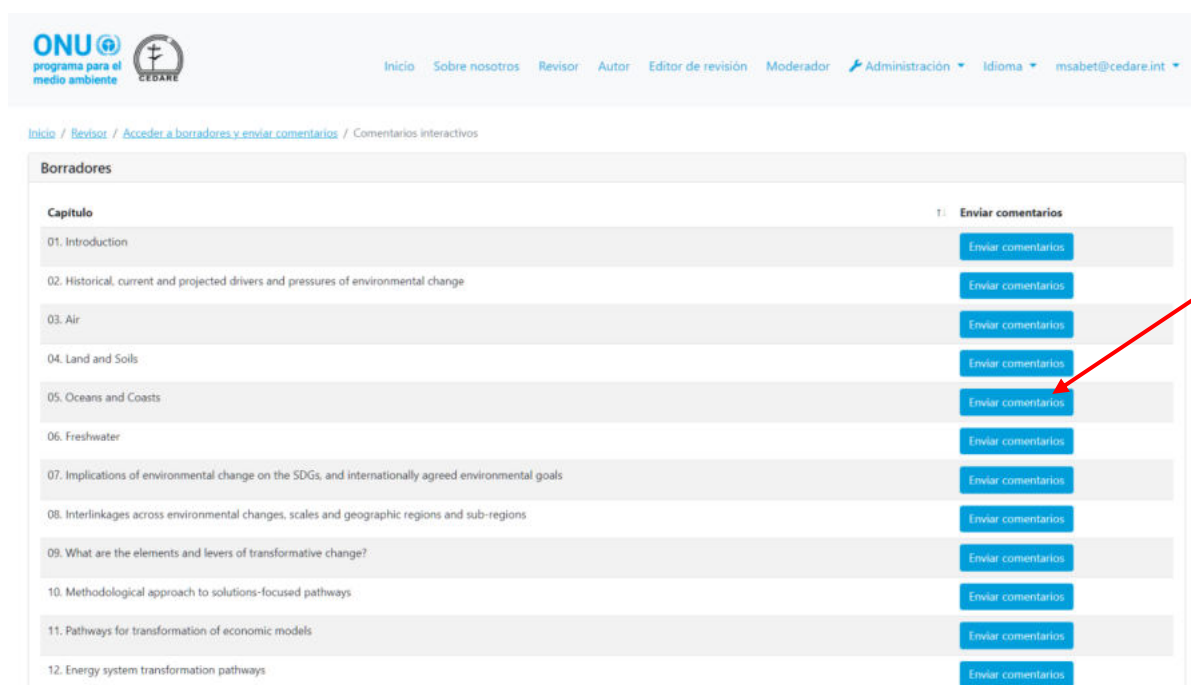 ONU
programa para el
medio ambiente
CEDARE
Inicio Sobre nosotros Revisor Autor Editor de revisión Moderador Administración Idioma msabet@cedare.int
Inicio / Revisor / Acceder a borradores y enviar comentarios / Comentarios interactivos
Borradores
Capítulo Enviar comentarios
01. Introduction Enviar comentarios
02. Historical, current and projected drivers and pressures of environmental change Enviar comentarios
03. Air Enviar comentarios
04. Land and Soils Enviar comentarios
05. Oceans and Coasts Enviar comentarios
06. Freshwater Enviar comentarios
07. Implications of environmental change on the SDGs, and internationally agreed environmental goals Enviar comentarios
08. Interlinkages across environmental changes, scales and geographic regions and sub-regions Enviar comentarios
09. What are the elements and levers of transformative change? Enviar comentarios
10. Methodological approach to solutions-focused pathways Enviar comentarios
11. Pathways for transformation of economic models Enviar comentarios
12. Energy system transformation pathways Enviar comentarios